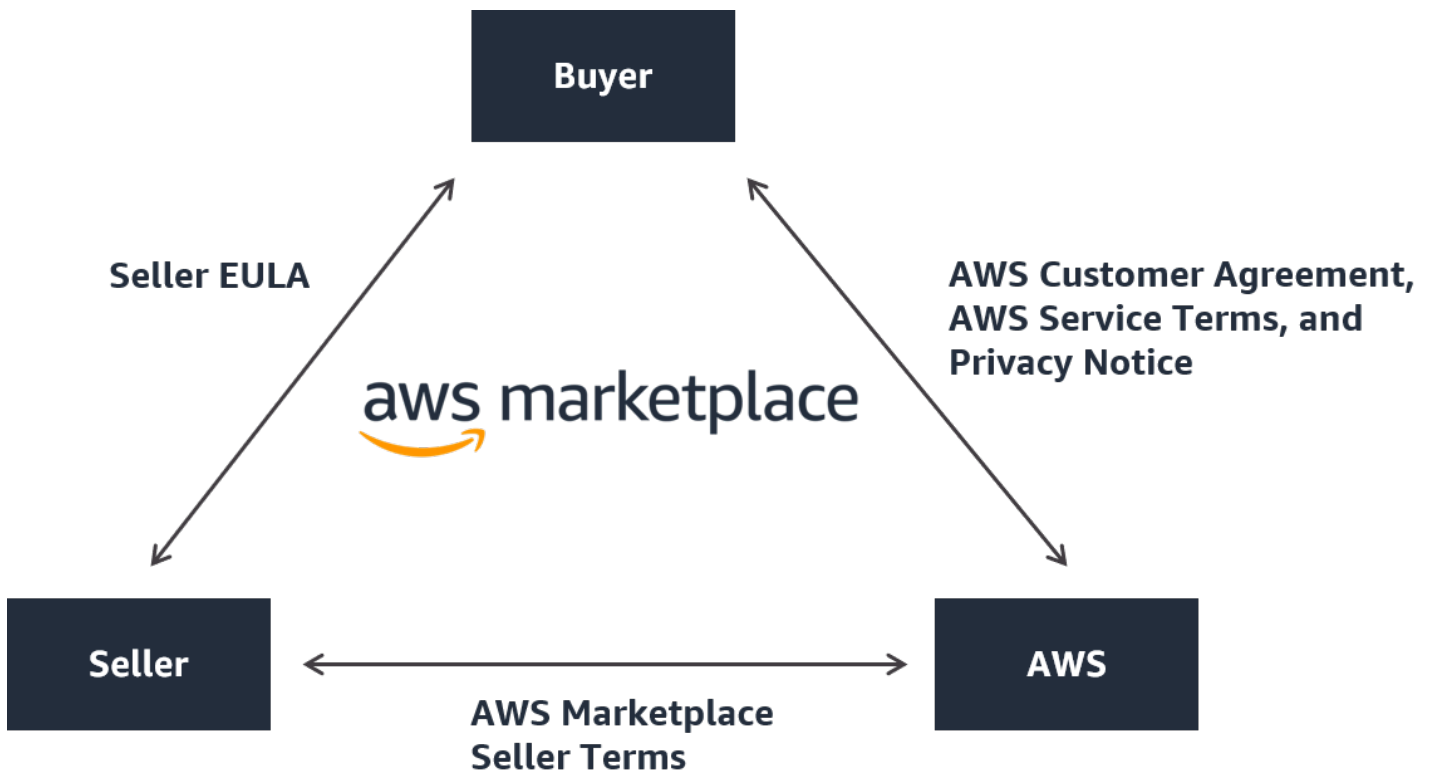 Buyer
Seller EULA
AWS Customer Agreement,
AWS Service Terms, and
Privacy Notice
aws marketplace
Seller
AWS
AWS Marketplace
Seller Terms